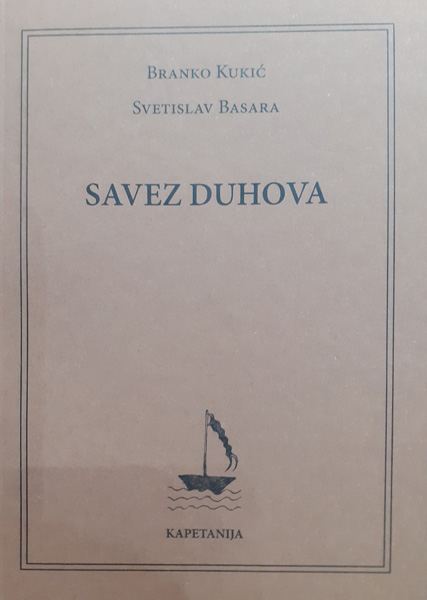 Branko Kukić
Svetislav Basara
SAVEZ DUHOVA
KAPETANIJA